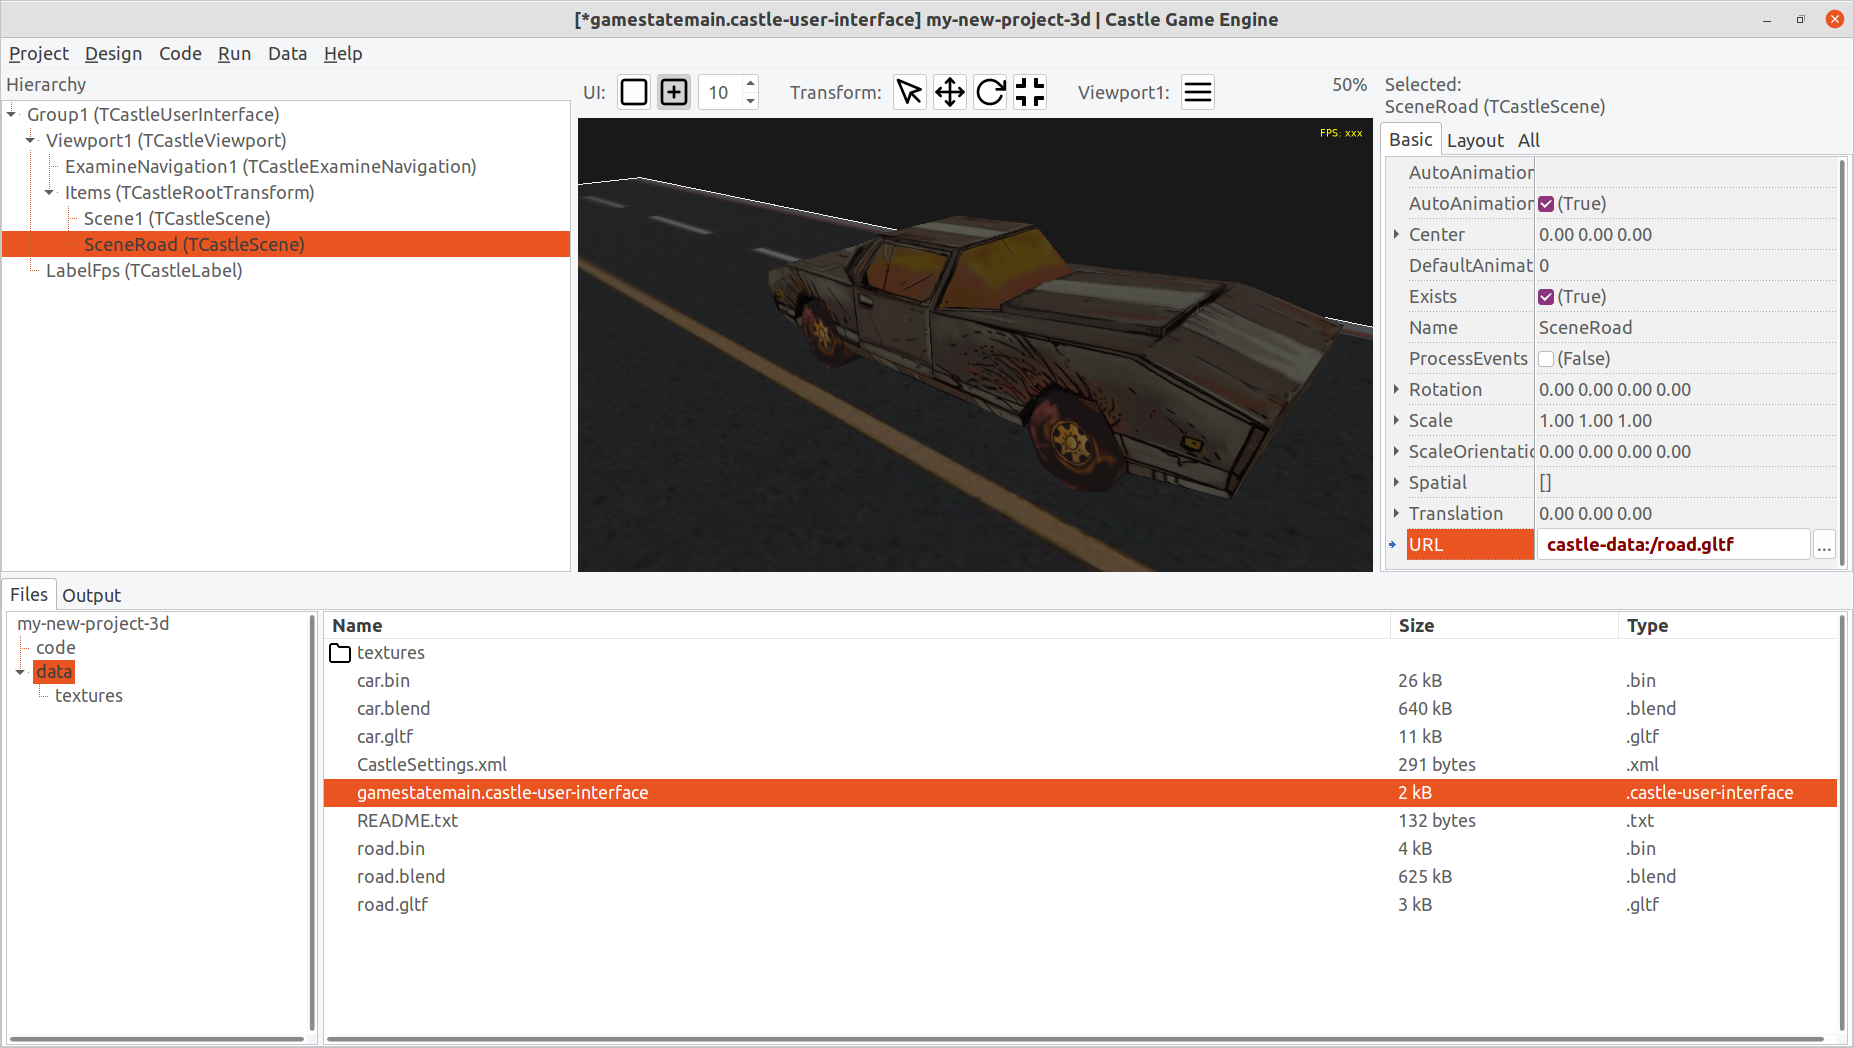 [*gamestatemain.castle-user-interface] my-new-project-3d | Castle Game Engine
Project Design Code Run Data Help
Hierarchy
Group1 (TCastleUserInterface)
Viewport1 (TCastleViewport)
ExamineNavigation1 (TCastleExamineNavigation)
Items (TCastleRootTransform)
Scene1 (TCastleScene)
SceneRoad (TCastleScene)
LabelFps (TCastleLabel)
UI: 10 Transform: Viewport1: 50%
FPS: xxx
Selected:
SceneRoad (TCastleScene)
Basic Layout All
AutoAnimation
AutoAnimation (True)
Center 0.00 0.00 0.00
DefaultAnimat 0
Exists (True)
Name SceneRoad
ProcessEvents (False)
Rotation 0.00 0.00 0.00 0.00
Scale 1.00 1.00 1.00
ScaleOrientatio 0.00 0.00 0.00 0.00
Spatial []
Translation 0.00 0.00 0.00
URL castle-data:/road.gltf ...
Files Output
my-new-project-3d
code
data
textures
Name Size Type
textures
car.bin 26 kB .bin
car.blend 640 kB .blend
car.gltf 11 kB .gltf
CastleSettings.xml 291 bytes .xml
gamestatemain.castle-user-interface 2 kB .castle-user-interface
README.txt 132 bytes .txt
road.bin 4 kB .bin
road.blend 625 kB .blend
road.gltf 3 kB .gltf